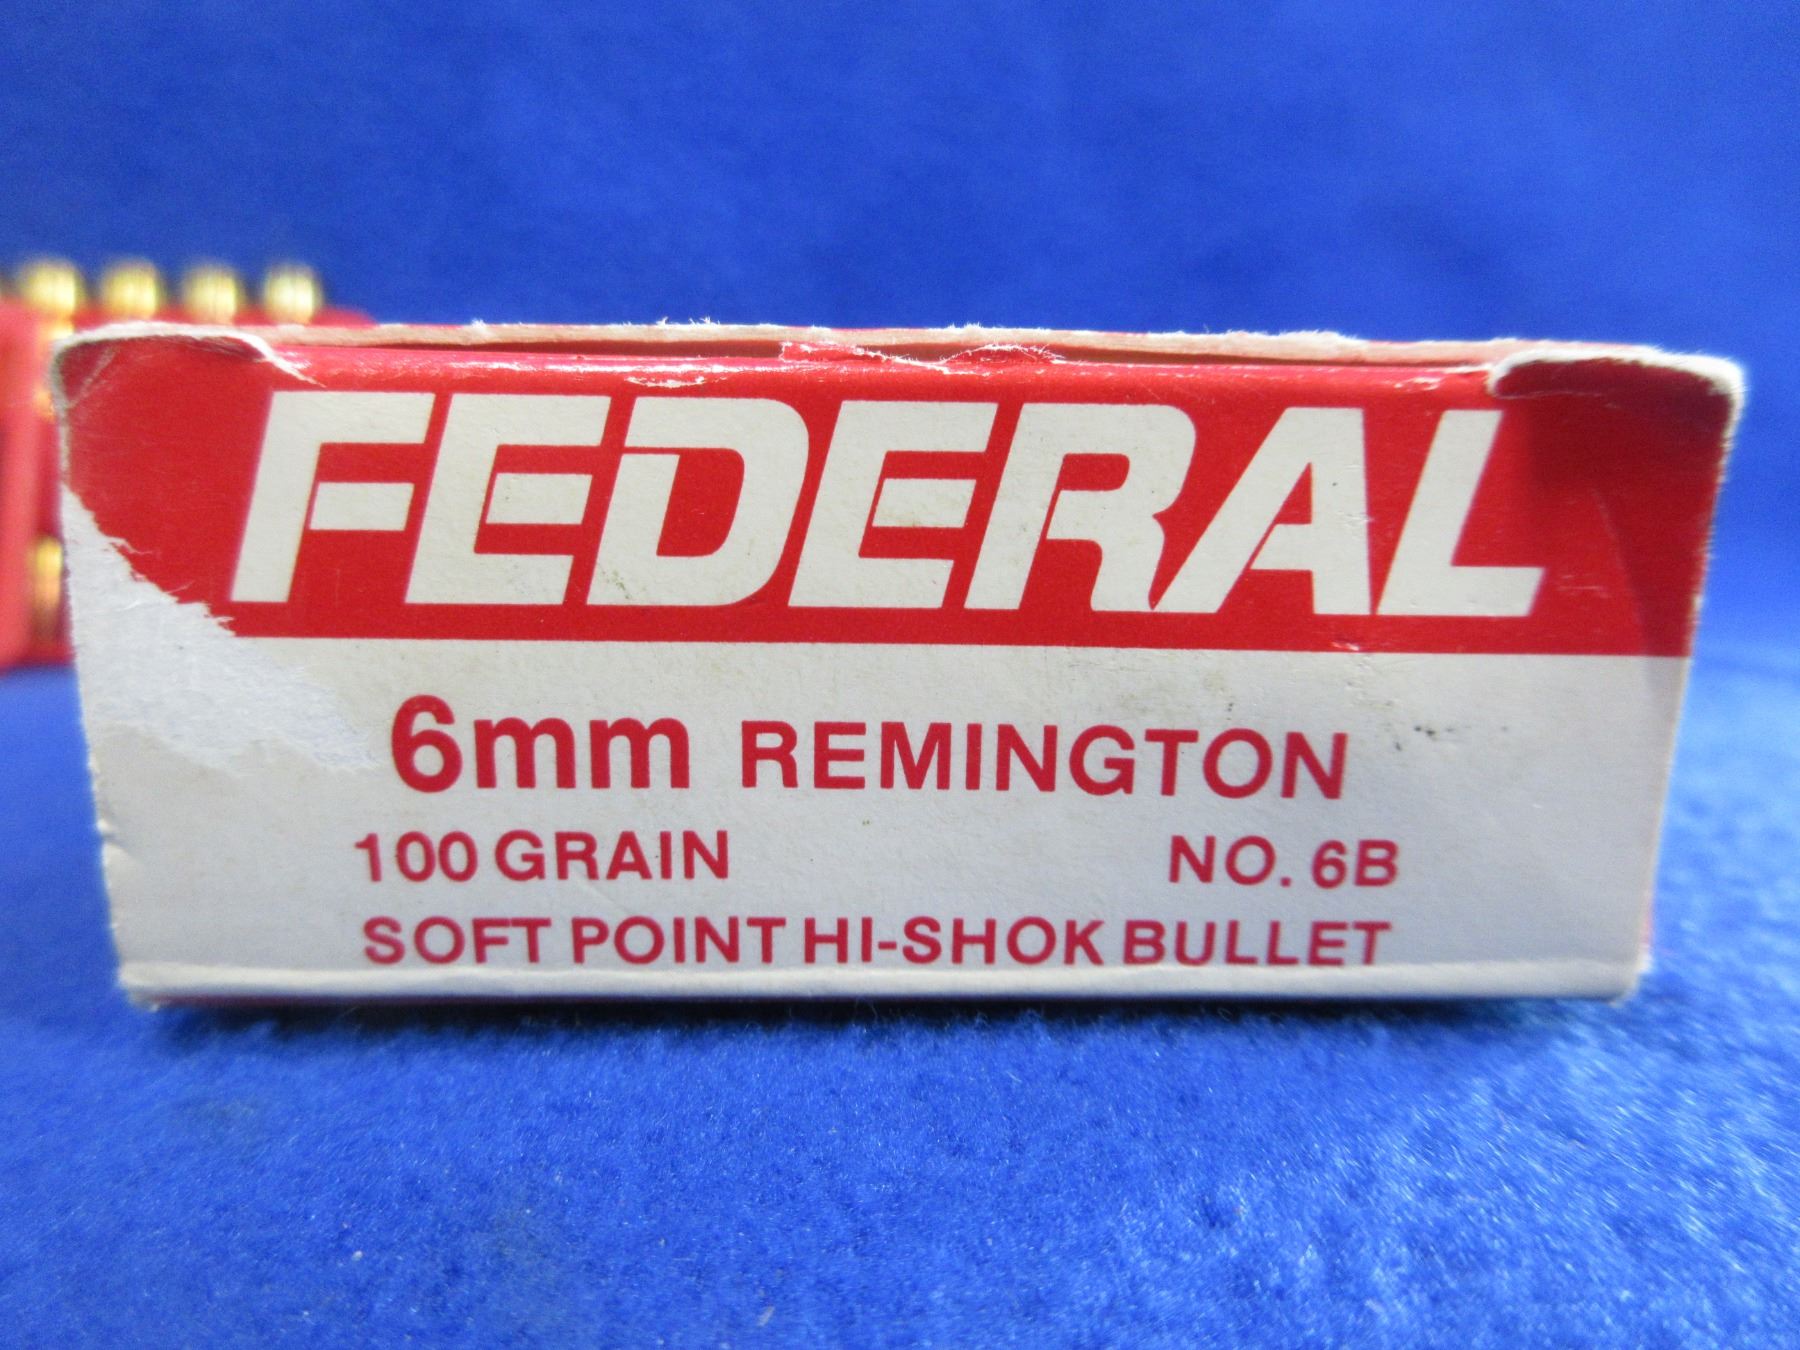 FEDERAL
6mm REMINGTON
100 GRAIN NO. 6B
SOFT POINT HI-SHOK BULLET